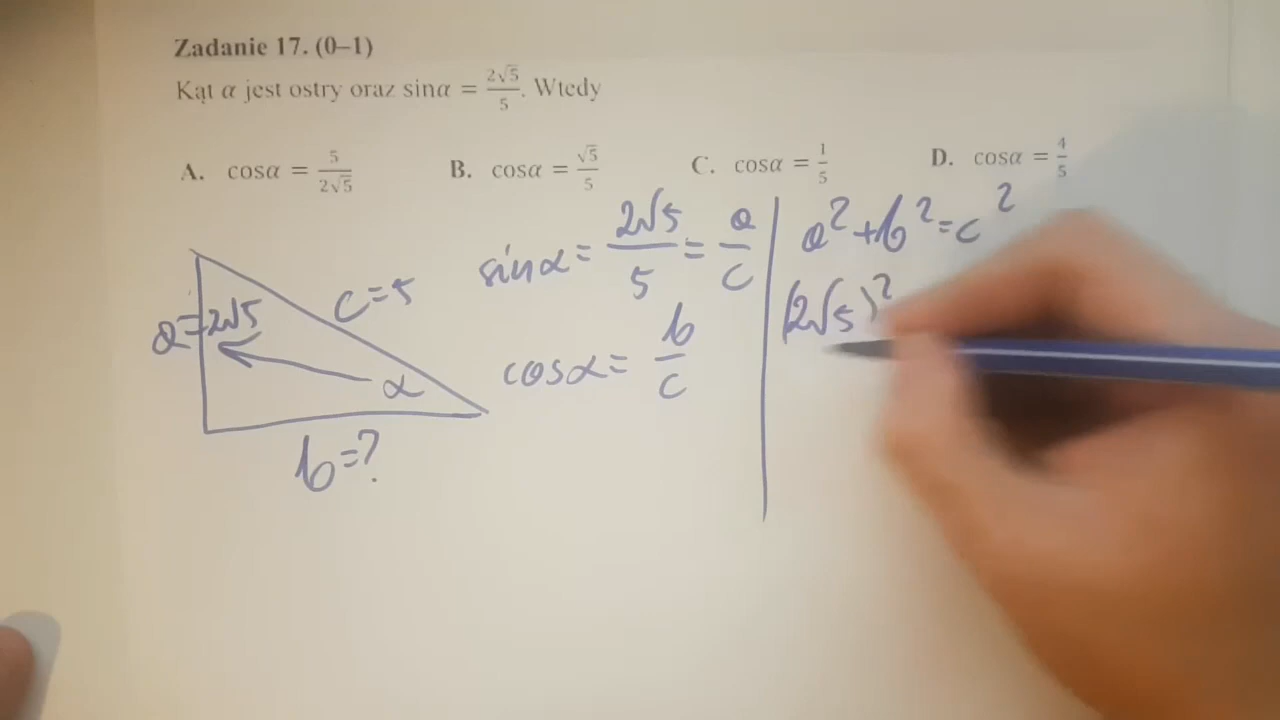 Zadanie 17. (0–1)
Kąt α jest ostry oraz sinα = 2√5/5. Wtedy
A. cosα = 5/2√5 B. cosα = √5/5 C. cosα = 1/5 D. cosα = 4/5
a=2√5
c=5
α
b=?
sinα = 2√5/5 = a/c
cosα = b/c
a²+b²=c²
(2√5)²